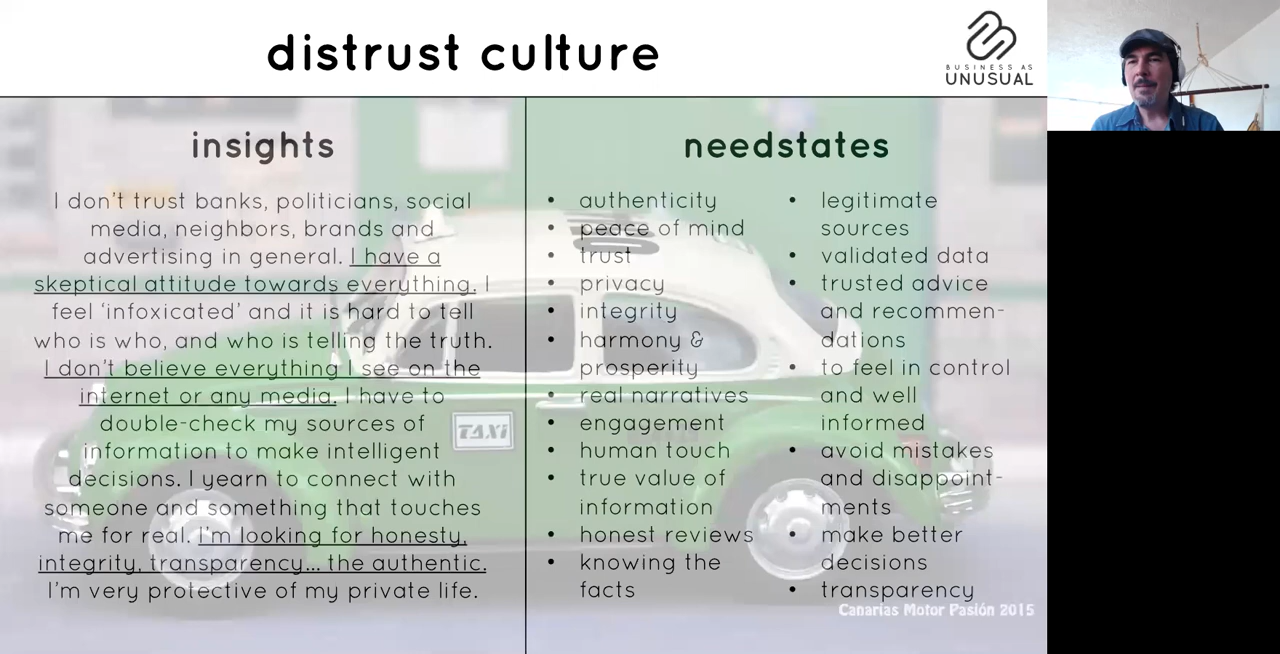 distrust culture
BUSINESS AS
UNUSUAL
insights
I don't trust banks, politicians, social
media, neighbors, brands and
advertising in general. I have a
skeptical attitude towards everything. I
feel 'infoxicated' and it is hard to tell
who is who, and who is telling the truth.
I don't believe everything I see on the
internet or any media. I have to
double-check my sources of
information to make intelligent
decisions. I yearn to connect with
someone and something that touches
me for real. I'm looking for honesty,
integrity, transparency... the authentic.
I'm very protective of my private life.
TAXi
needstates
• authenticity
• peace of mind
• trust
• privacy
• integrity
• harmony &
prosperity
• real narratives
• engagement
• human touch
• true value of
information
• honest reviews
• knowing the
facts
• legitimate
sources
• validated data
• trusted advice
and recommen-
dations
• to feel in control
and well
informed
• avoid mistakes
and disappoint-
ments
• make better
decisions
• transparency
Canarias Motor Pasión 2015